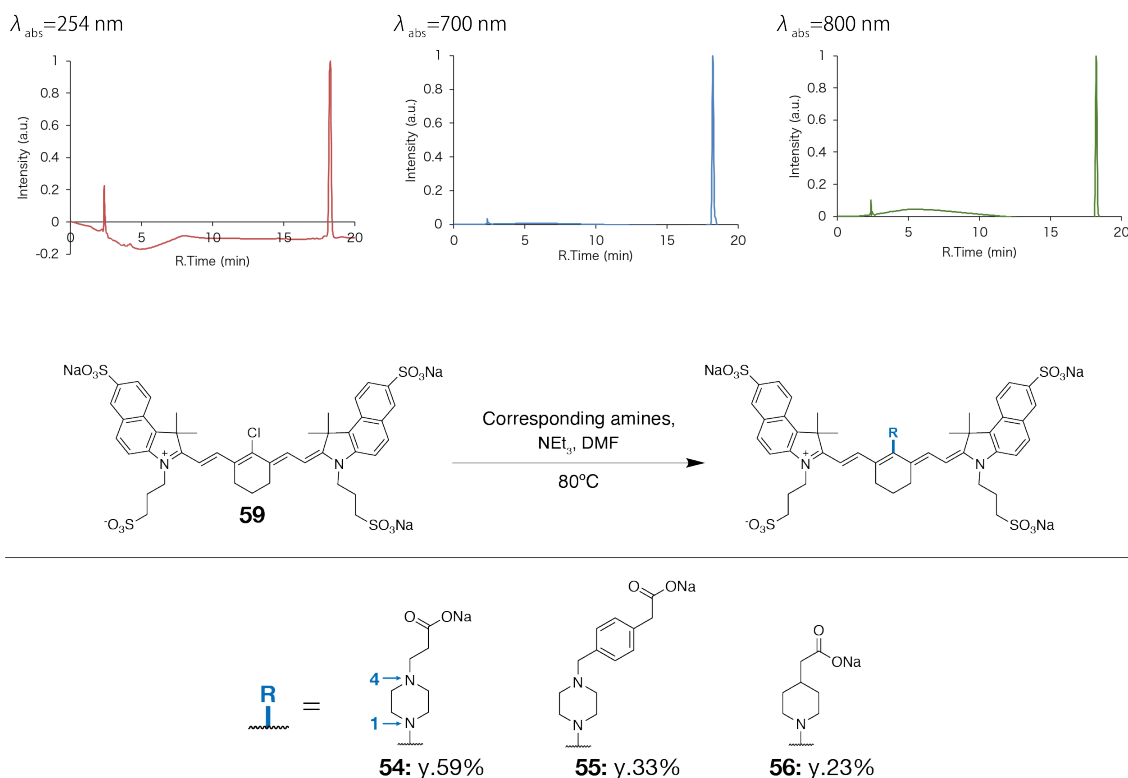 λabs=254 nm
λabs=700 nm
λabs=800 nm
Intensity (a.u.)
1
0.8
0.6
0.4
0.2
0
-0.2
0 5 10 15 20
R.Time (min)
Intensity (a.u.)
1
0.8
0.6
0.4
0.2
0
0 5 10 15 20
R.Time (min)
Intensity (a.u.)
1
0.8
0.6
0.4
0.2
0
0 5 10 15 20
R.Time (min)
NaO3S
SO3Na
Cl
N+
N
-O3S
SO3Na
59
Corresponding amines,
NEt3, DMF
80ºC
NaO3S
SO3Na
R
N+
N
-O3S
SO3Na
R =
O
ONa
4
N
1
N
54: y.59%
O
ONa
N
N
55: y.33%
O
ONa
N
56: y.23%